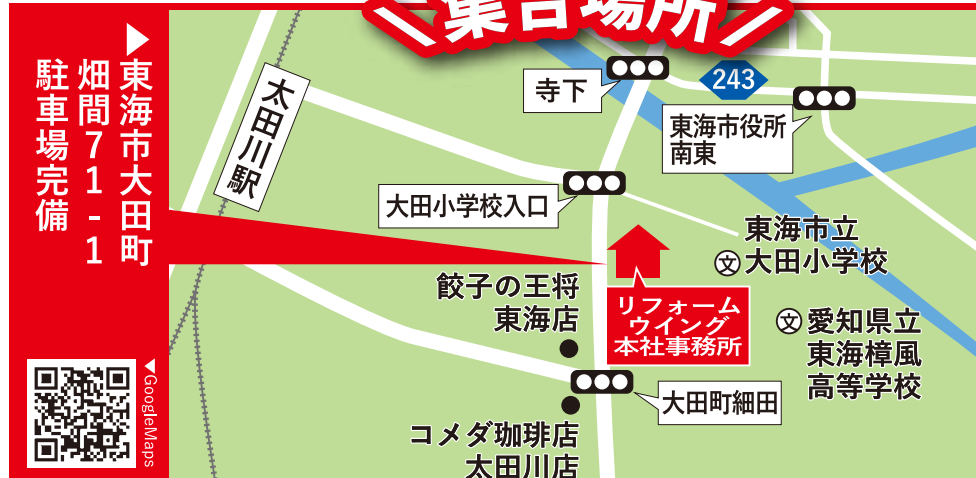 集合場所
▶東海市大田町
畑間71-1
駐車場完備
◀GoogleMaps
太田川駅
寺下
243
東海市役所
南東
大田小学校入口
東海市立
文大田小学校
餃子の王将
東海店
リフォーム
ウイング
本社事務所
文愛知県立
東海樟風
高等学校
大田町細田
コメダ珈琲店
太田川店